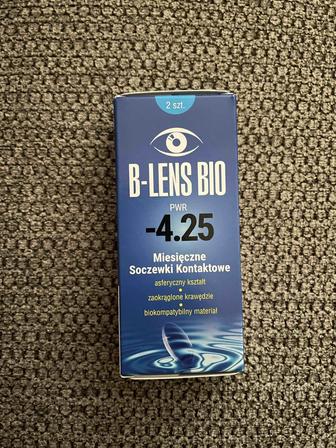 2 szt.
B-LENS BIO
PWR
-4.25
Miesięczne
Soczewki Kontaktowe
asferyczny kształt
zaokrąglone krawędzie
biokompatybilny materiał